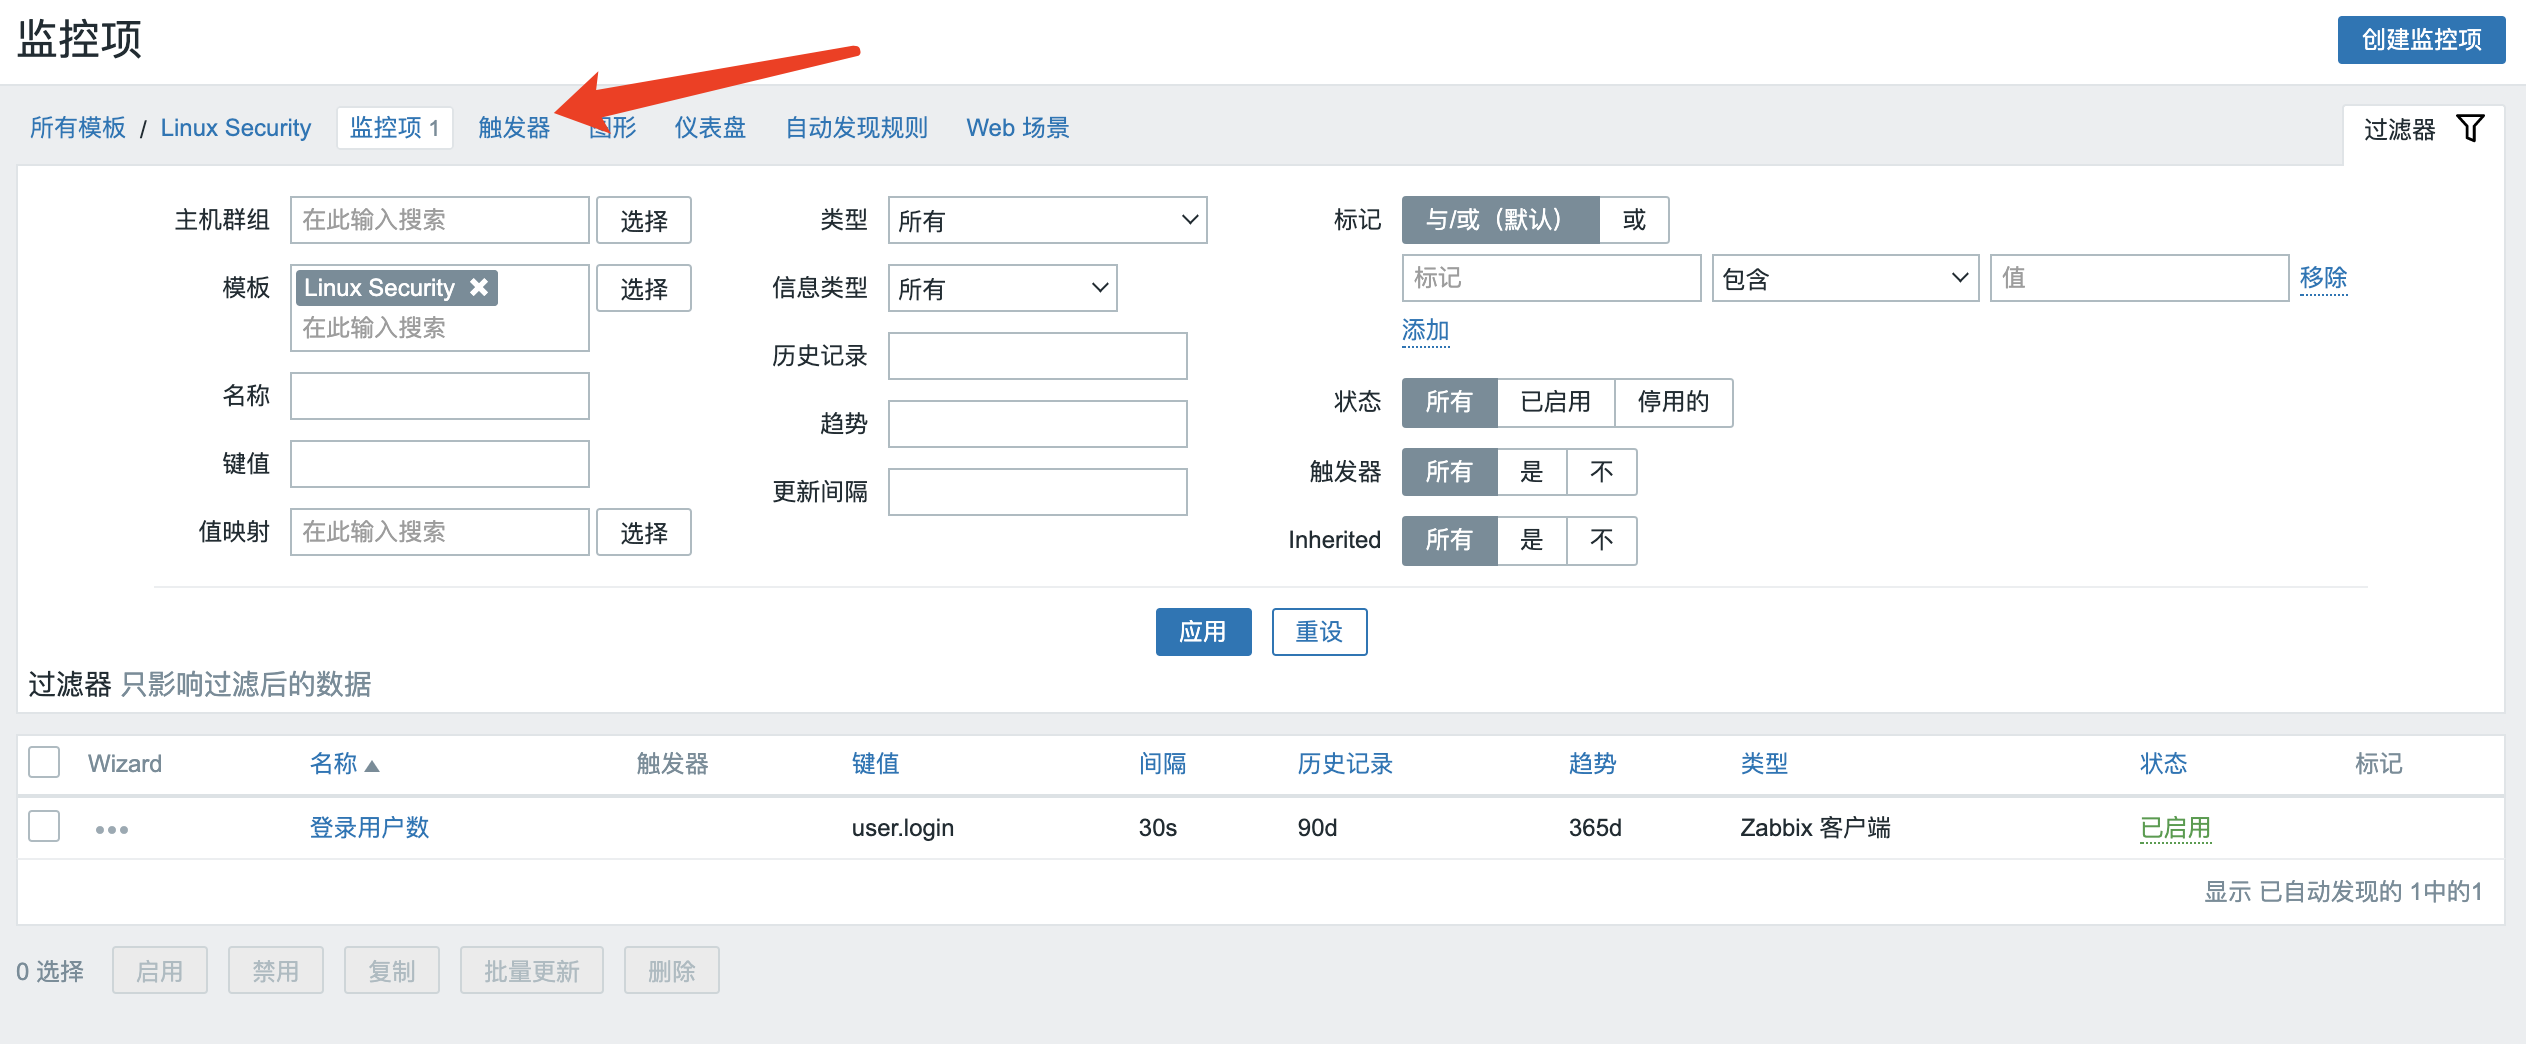 监控项
创建监控项
所有模板 / Linux Security 监控项 1 触发器 图形 仪表盘 自动发现规则 Web 场景
过滤器
主机群组 在此输入搜索 选择 类型 所有 标记 与/或（默认） 或
标记 包含 值 移除
模板 Linux Security 选择 信息类型 所有
在此输入搜索
添加
历史记录
名称 状态 所有 已启用 停用的
趋势
键值 触发器 所有 是 不
更新间隔
值映射 在此输入搜索 选择 Inherited 所有 是 不
应用 重设
过滤器 只影响过滤后的数据
Wizard 名称 触发器 键值 间隔 历史记录 趋势 类型 状态 标记
登录用户数 user.login 30s 90d 365d Zabbix 客户端 已启用
显示 已自动发现的 1中的1
0 选择 启用 禁用 复制 批量更新 删除